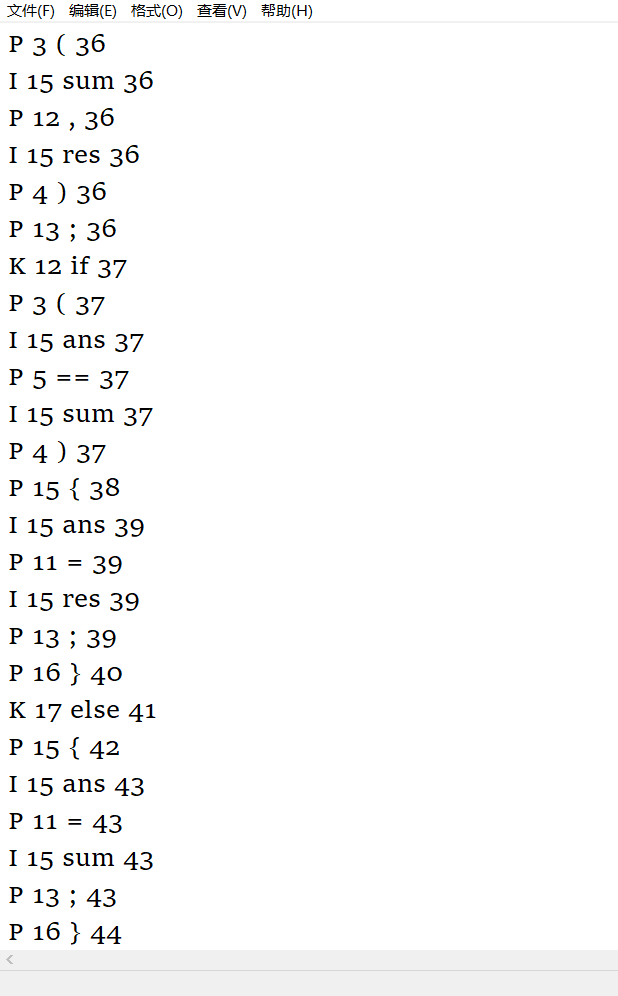 文件(F) 编辑(E) 格式(O) 查看(V) 帮助(H)
P 3 ( 36
I 15 sum 36
P 12 , 36
I 15 res 36
P 4 ) 36
P 13 ; 36
K 12 if 37
P 3 ( 37
I 15 ans 37
P 5 == 37
I 15 sum 37
P 4 ) 37
P 15 { 38
I 15 ans 39
P 11 = 39
I 15 res 39
P 13 ; 39
P 16 } 40
K 17 else 41
P 15 { 42
I 15 ans 43
P 11 = 43
I 15 sum 43
P 13 ; 43
P 16 } 44